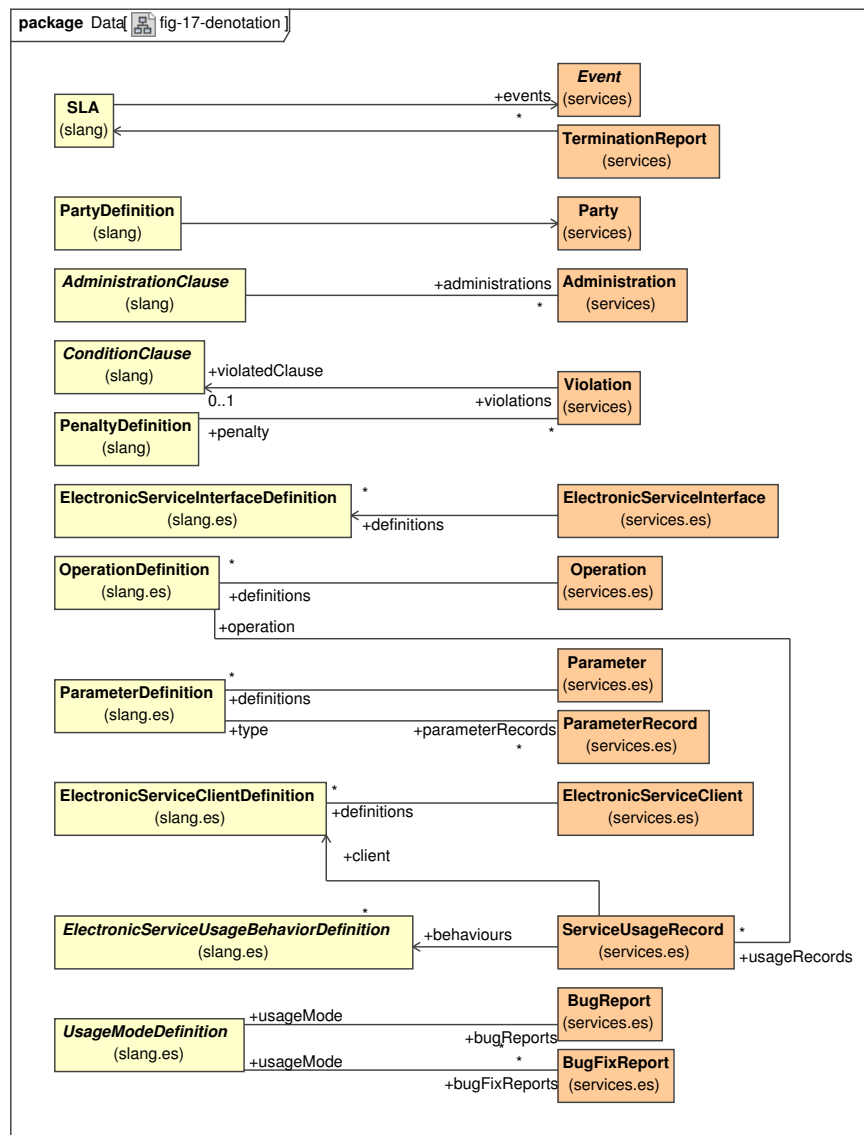 package Data[ fig-17-denotation ]
Event
(services)
+events
*
SLA
(slang)
TerminationReport
(services)
PartyDefinition
(slang)
Party
(services)
AdministrationClause
(slang)
+administrations
*
Administration
(services)
ConditionClause
(slang)
+violatedClause
0..1
+violations
*
Violation
(services)
PenaltyDefinition
(slang)
+penalty
ElectronicServiceInterfaceDefinition
(slang.es)
*
+definitions
ElectronicServiceInterface
(services.es)
OperationDefinition
(slang.es)
*
+definitions
Operation
(services.es)
+operation
ParameterDefinition
(slang.es)
*
+definitions
Parameter
(services.es)
+type
+parameterRecords
*
ParameterRecord
(services.es)
ElectronicServiceClientDefinition
(slang.es)
*
+definitions
ElectronicServiceClient
(services.es)
+client
ElectronicServiceUsageBehaviorDefinition
(slang.es)
*
+behaviours
ServiceUsageRecord
(services.es)
*
+usageRecords
UsageModeDefinition
(slang.es)
+usageMode
+bugReports
*
BugReport
(services.es)
+usageMode
*
+bugFixReports
BugFixReport
(services.es)